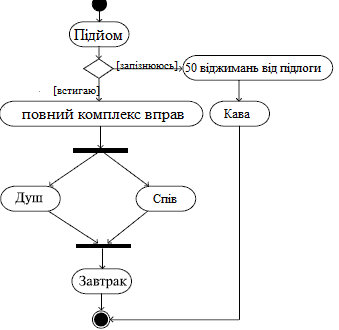 Підйом
[запізнююсь]
50 віджимань від підлоги
[встигаю]
повний комплекс вправ
Кава
Душ
Спів
Завтрак